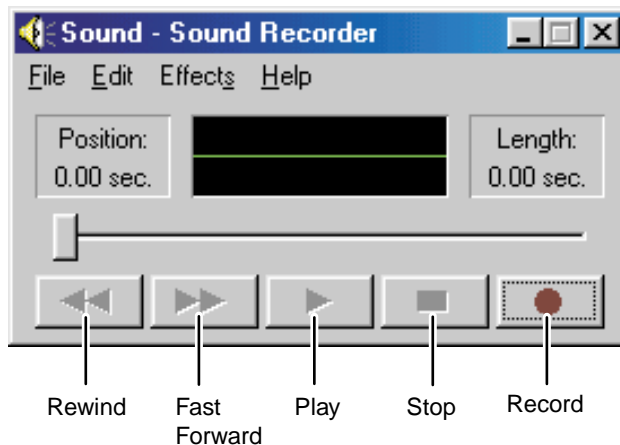 Sound - Sound Recorder
File Edit Effects Help
Position:
0.00 sec.
Length:
0.00 sec.
Rewind
Fast
Forward
Play
Stop
Record